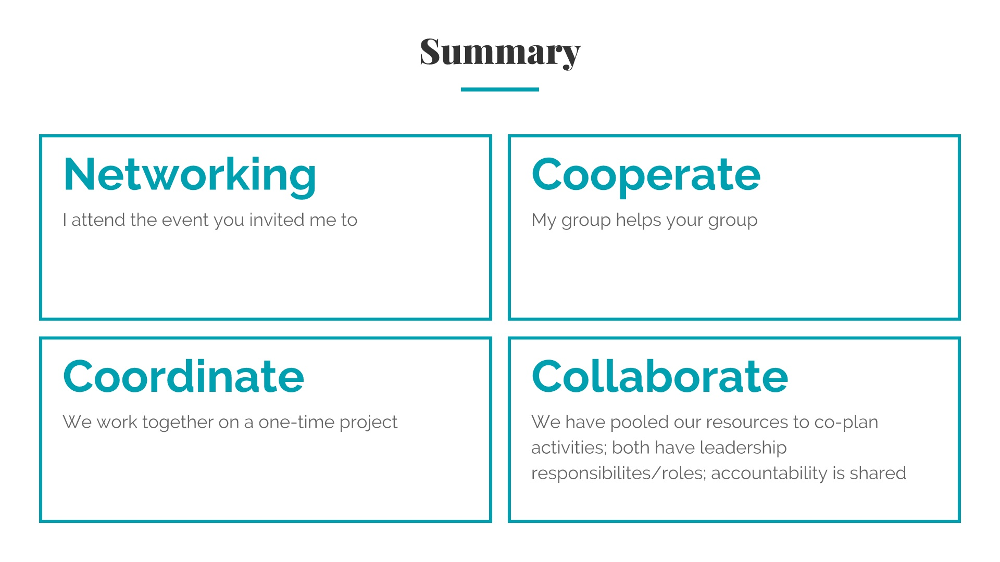 Summary
Networking
I attend the event you invited me to
Cooperate
My group helps your group
Coordinate
We work together on a one-time project
Collaborate
We have pooled our resources to co-plan
activities; both have leadership
responsibilites/roles; accountability is shared